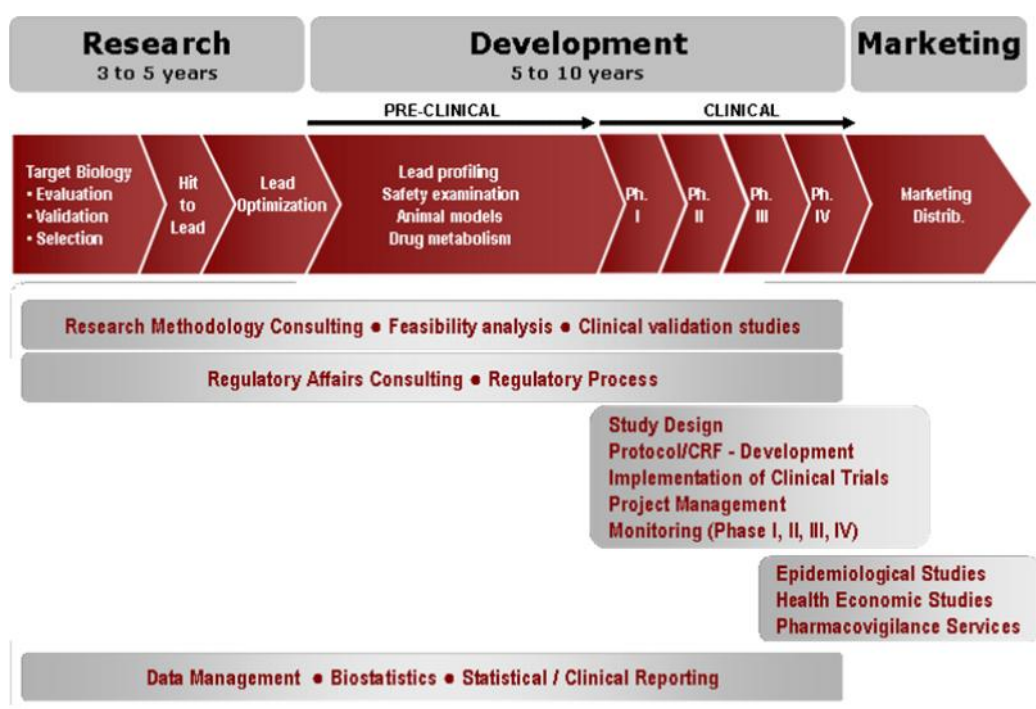 Research
3 to 5 years
Development
5 to 10 years
Marketing
PRE-CLINICAL
CLINICAL
Target Biology
• Evaluation
• Validation
• Selection
Hit
to
Lead
Lead
Optimization
Lead profiling
Safety examination
Animal models
Drug metabolism
Ph.
I
Ph.
II
Ph.
III
Ph.
IV
Marketing
Distrib.
Research Methodology Consulting ● Feasibility analysis ● Clinical validation studies
Regulatory Affairs Consulting ● Regulatory Process
Study Design
Protocol/CRF - Development
Implementation of Clinical Trials
Project Management
Monitoring (Phase I, II, III, IV)
Epidemiological Studies
Health Economic Studies
Pharmacovigilance Services
Data Management ● Biostatistics ● Statistical / Clinical Reporting